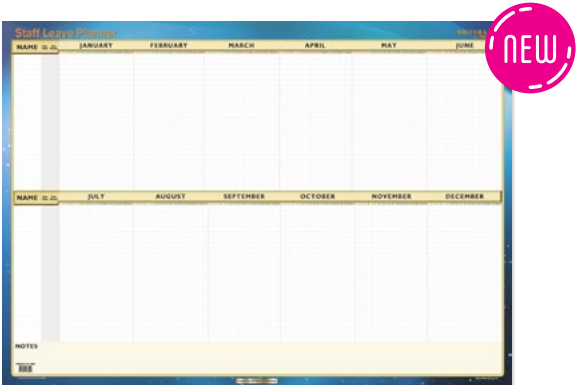 Staff Leave Planner
NEW
NAME JANUARY FEBRUARY MARCH APRIL MAY JUNE
NAME JULY AUGUST SEPTEMBER OCTOBER NOVEMBER DECEMBER
NOTES